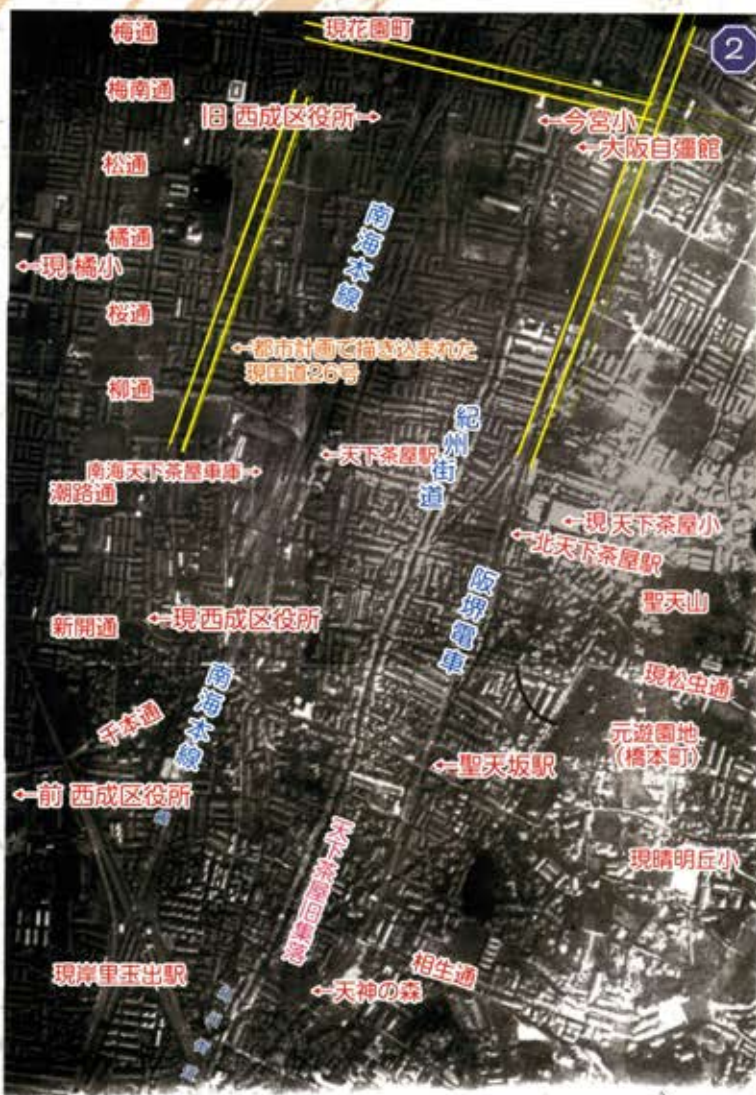 梅通
現花園町
2
梅南通
旧 西成区役所→
←今宮小
←大阪自彊館
松通
南海本線
橘通
←現 橘小
桜通
←都市計画で描き込まれた
現国道26号
柳通
紀州街道
南海天下茶屋車庫→
←天下茶屋駅
潮路通
←現 天下茶屋小
←北天下茶屋駅
阪堺電車
聖天山
新開通
←現西成区役所
現松虫通
南海本線
千本通
元遊園地
(橋本町)
←聖天坂駅
←前 西成区役所
現晴明丘小
天下茶屋旧集落
現岸里玉出駅
相生通
←天神の森